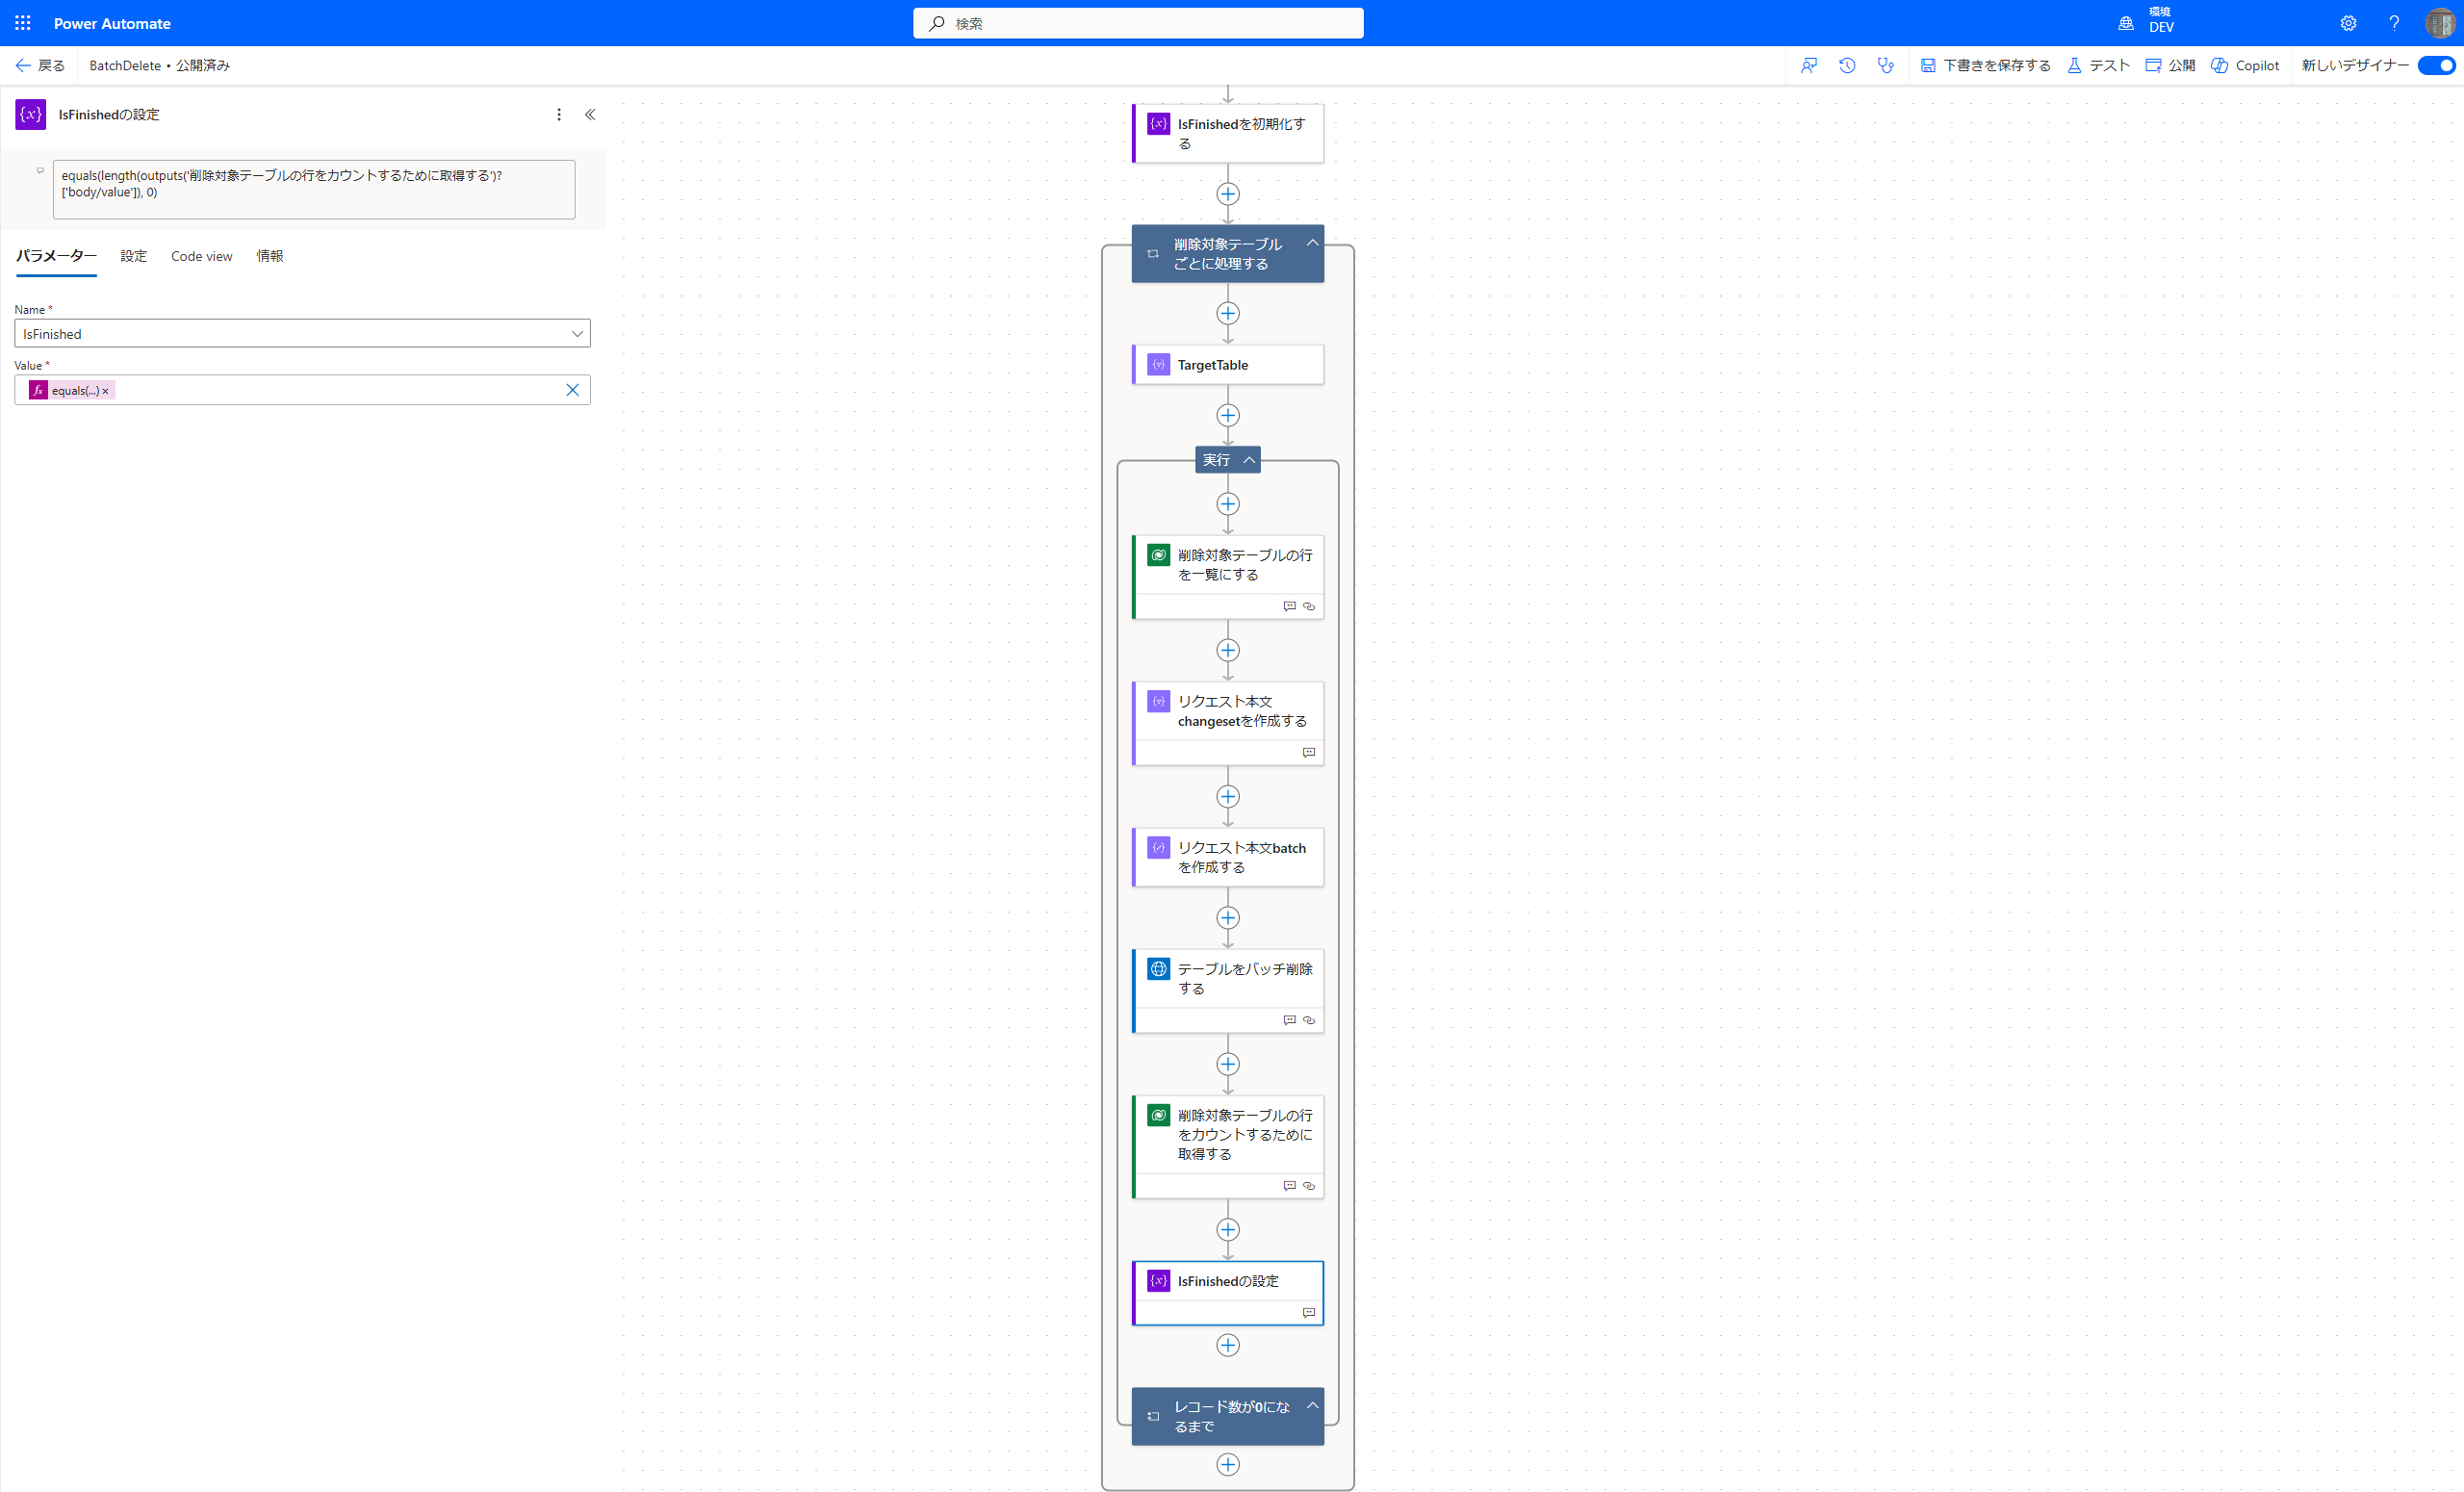 Power Automate
検索
環境
DEV
戻る
BatchDelete • 公開済み
下書きを保存する
テスト
公開
Copilot
新しいデザイナー
IsFinishedの設定
equals(length(outputs('削除対象テーブルの行をカウントするために取得する')?
['body/value']), 0)
パラメーター
設定
Code view
情報
Name *
IsFinished
Value *
equals(...) ×
IsFinishedを初期化す
る
削除対象テーブル
ごとに処理する
TargetTable
実行
削除対象テーブルの行
を一覧にする
リクエスト本文
changesetを作成する
リクエスト本文batch
を作成する
テーブルをバッチ削除
する
削除対象テーブルの行
をカウントするために
取得する
IsFinishedの設定
レコード数が0にな
るまで